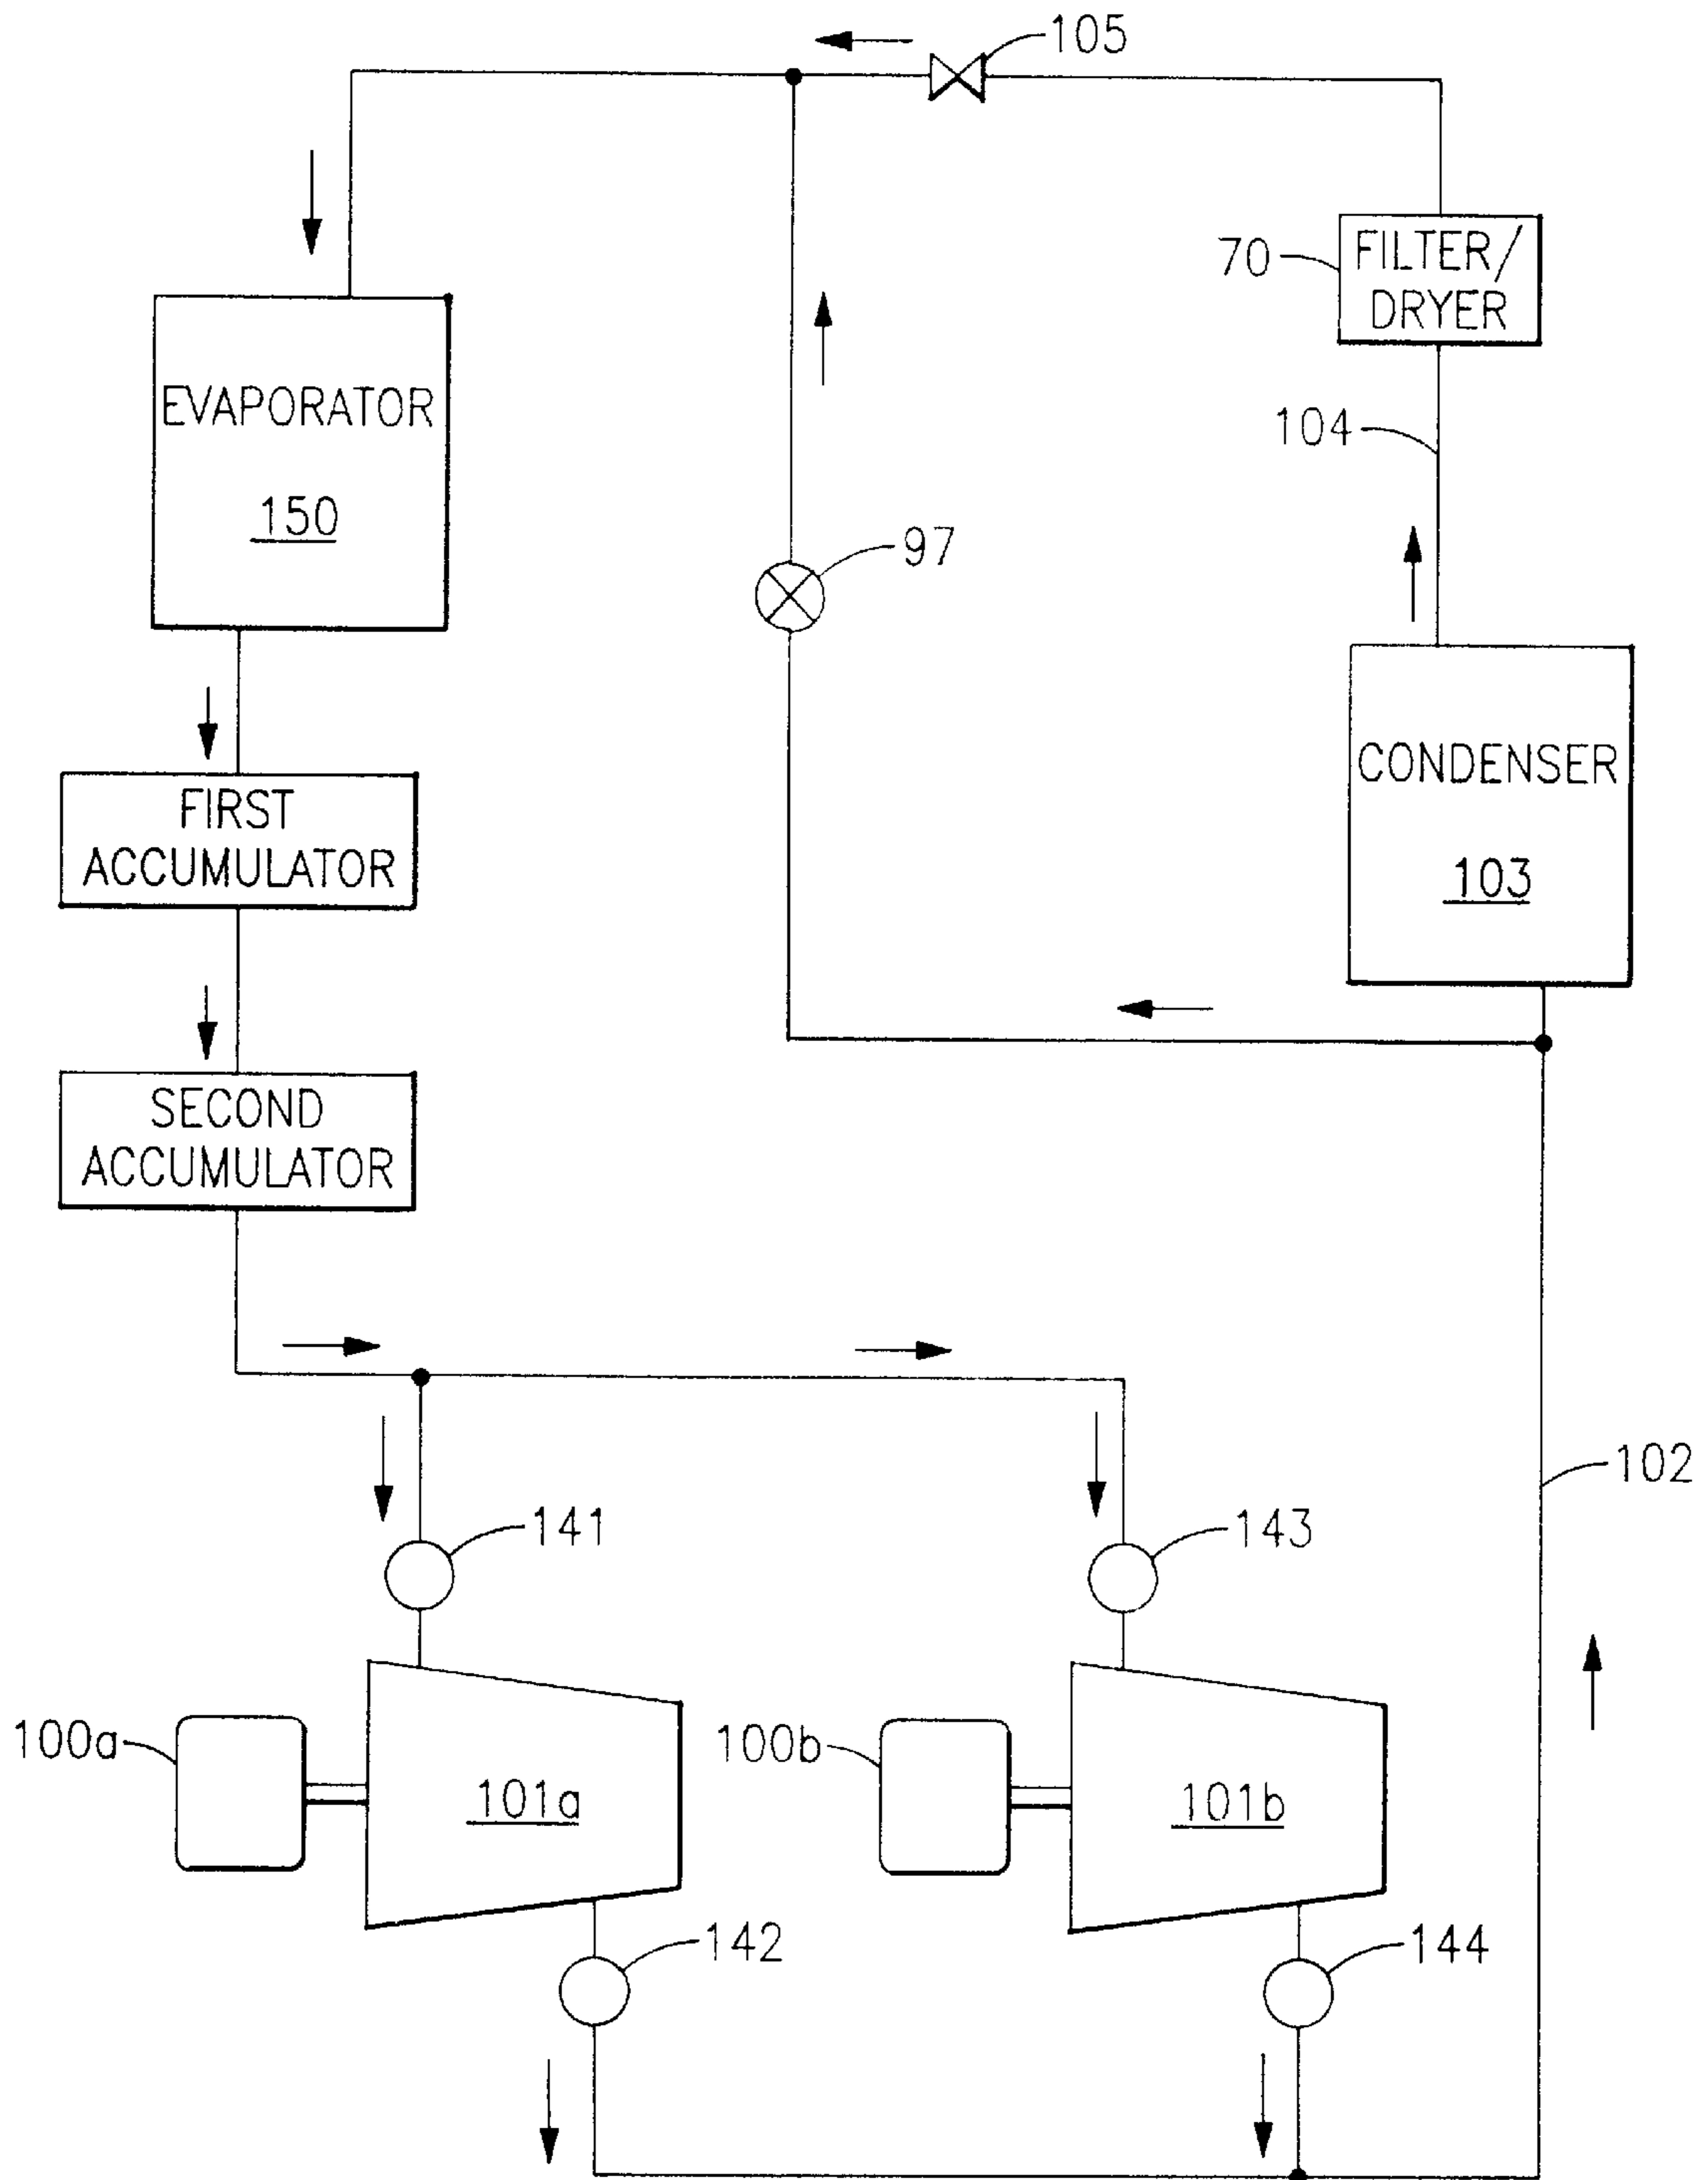 105
70
FILTER/
DRYER
EVAPORATOR
150
104
97
CONDENSER
103
FIRST
ACCUMULATOR
SECOND
ACCUMULATOR
102
141
143
100a
101a
100b
101b
142
144